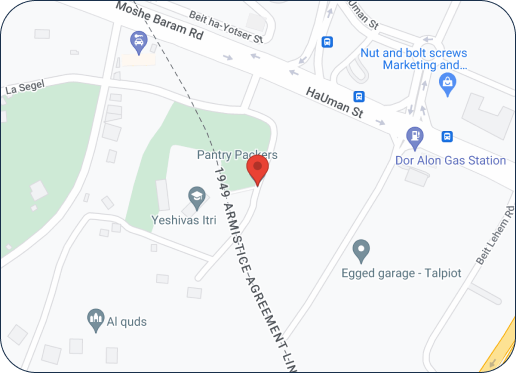 Moshe Baram Rd
Beit ha-Yotser St
uman St
Nut and bolt screws
Marketing and...
La Segel
HaUman St
Dor Alon Gas Station
Pantry Packers
1949 ARMISTICE-AGREEMENT-LIN
Yeshivas Itri
Beit Lehem Rd
Egged garage - Talpiot
Al quds